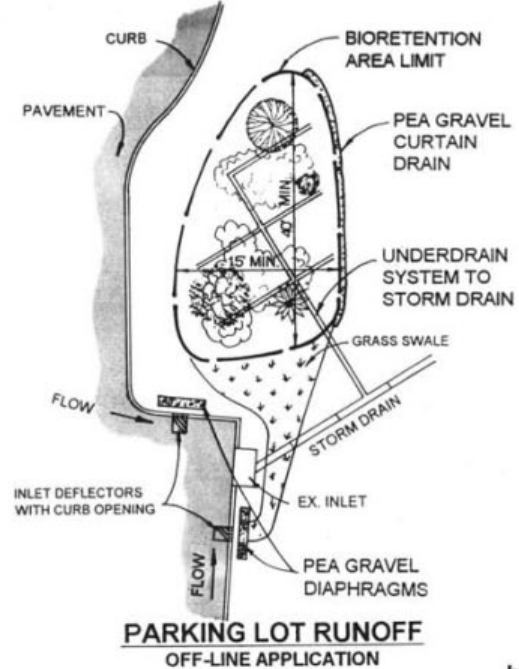 CURB
BIORETENTION
AREA LIMIT
PAVEMENT
PEA GRAVEL
CURTAIN
DRAIN
40' MIN.
15' MIN.
UNDERDRAIN
SYSTEM TO
STORM DRAIN
GRASS SWALE
FLOW
STORM DRAIN
INLET DEFLECTORS
WITH CURB OPENING
EX. INLET
FLOW
PEA GRAVEL
DIAPHRAGMS
PARKING LOT RUNOFF
OFF-LINE APPLICATION